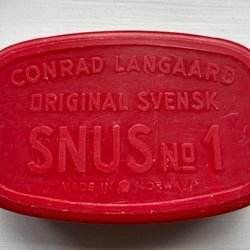 CONRAD LANGAARD
ORIGINAL SVENSK
SNUS No 1
MADE IN NORWAY